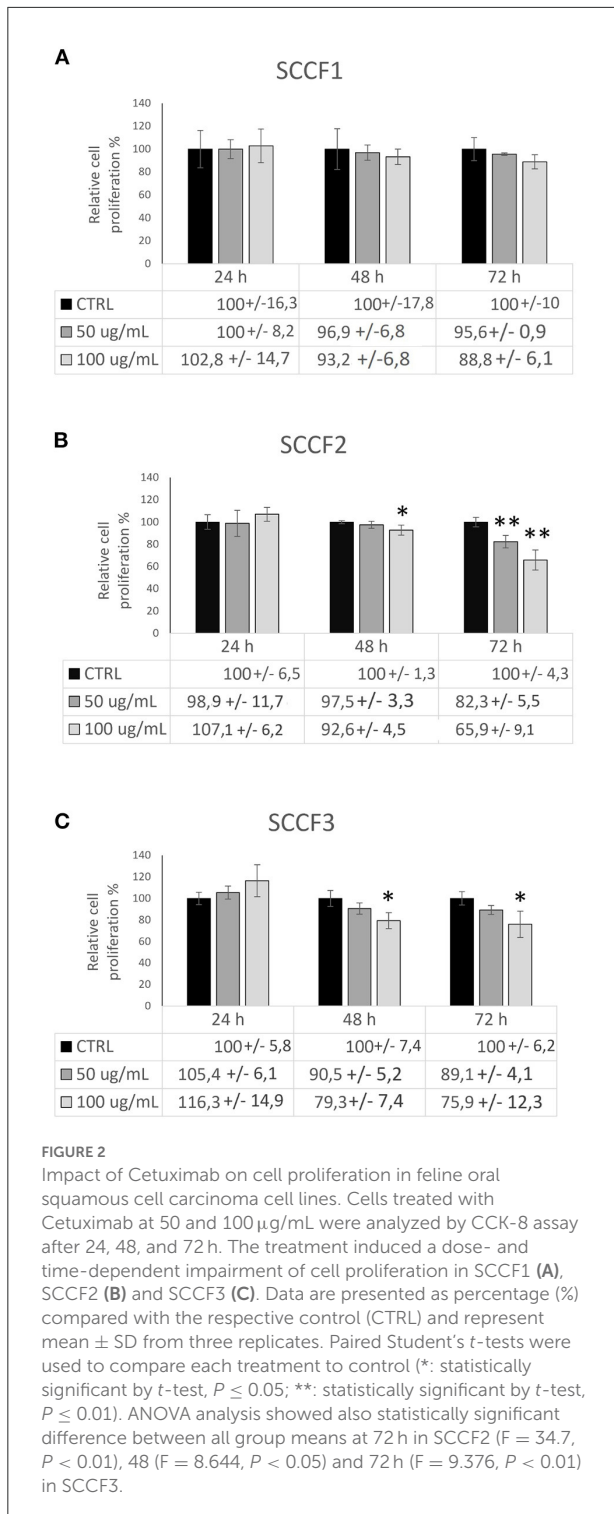 A
SCCF1
Relative cell
proliferation %
140
120
100
80
60
40
20
0
24 h 48 h 72 h
CTRL 100+/-16,3 100+/-17,8 100+/-10
50 ug/mL 100+/- 8,2 96,9 +/-6,8 95,6+/- 0,9
100 ug/mL 102,8 +/- 14,7 93,2 +/-6,8 88,8 +/- 6,1
B
SCCF2
Relative cell
proliferation %
140
120
100
80
60
40
20
0
* ** **
24 h 48 h 72 h
CTRL 100+/- 6,5 100+/- 1,3 100+/- 4,3
50 ug/mL 98,9 +/- 11,7 97,5 +/- 3,3 82,3 +/- 5,5
100 ug/mL 107,1 +/- 6,2 92,6 +/- 4,5 65,9 +/- 9,1
C
SCCF3
Relative cell
proliferation %
140
120
100
80
60
40
20
0
* *
24 h 48 h 72 h
CTRL 100+/- 5,8 100+/- 7,4 100+/- 6,2
50 ug/mL 105,4 +/- 6,1 90,5 +/- 5,2 89,1 +/- 4,1
100 ug/mL 116,3 +/- 14,9 79,3 +/- 7,4 75,9 +/- 12,3
FIGURE 2
Impact of Cetuximab on cell proliferation in feline oral
squamous cell carcinoma cell lines. Cells treated with
Cetuximab at 50 and 100 μg/mL were analyzed by CCK-8 assay
after 24, 48, and 72 h. The treatment induced a dose- and
time-dependent impairment of cell proliferation in SCCF1 (A),
SCCF2 (B) and SCCF3 (C). Data are presented as percentage (%)
compared with the respective control (CTRL) and represent
mean ± SD from three replicates. Paired Student's t-tests were
used to compare each treatment to control (*: statistically
significant by t-test, P ≤ 0.05; **: statistically significant by t-test,
P ≤ 0.01). ANOVA analysis showed also statistically significant
difference between all group means at 72 h in SCCF2 (F = 34.7,
P < 0.01), 48 (F = 8.644, P < 0.05) and 72 h (F = 9.376, P < 0.01)
in SCCF3.